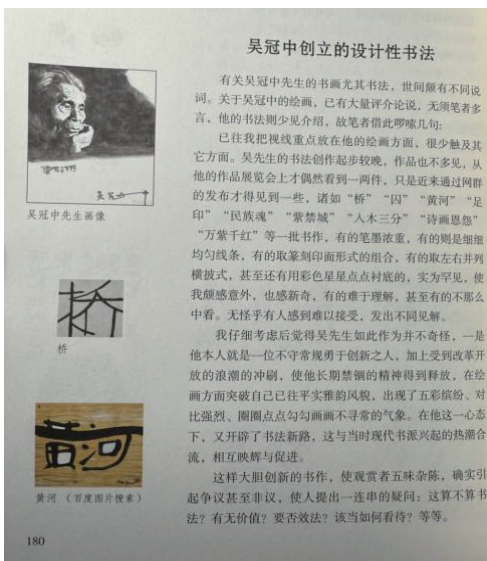 吴冠中创立的设计性书法
有关吴冠中先生的书画尤其书法，世间颇有不同说
词。关于吴冠中的绘画，已有大量评介论说，无须笔者多
言，他的书法则少见介绍，故笔者借此啰嗦几句：
已往我把视线重点放在他的绘画方面，很少触及其
它方面。吴先生的书法创作起步较晚，作品也不多见，从
他的作品展览会上才偶然看到一两件，只是近来通过网群
的发布才得见到一些，诸如“桥”“囚”“黄河”“足
印”“民族魂”“紫禁城”“入木三分”“诗画恩怨”
“万紫千红”等一批书作，有的笔墨浓重，有的则是细细
均匀线条，有的取篆刻印面形式的组合，有的取左右并列
横披式，甚至还有用彩色星星点点衬底的，实为罕见，使
我颇感意外，也感新奇，有的难于理解，甚至有的不那么
中看。无怪乎有人感到难以接受，发出不同见解。
我仔细考虑后觉得吴先生如此作为并不奇怪，一是
他本人就是一位不守常规勇于创新之人，加上受到改革开
放的浪潮的冲刷，使他长期禁锢的精神得到释放，在绘
画方面突破自己已往平实雅韵风貌，出现了五彩缤纷、对
比强烈、圈圈点点勾勾画画不寻常的气象。在他这一心态
下，又开辟了书法新路，这与当时现代书派兴起的热潮合
流，相互映辉与促进。
这样大胆创新的书作，使观赏者五味杂陈，确实引
起争议甚至非议，使人提出一连串的疑问：这算不算书
法？有无价值？要否效法？该当如何看待？等等。
吴冠中先生画像
桥
桥
黄河
黄河（百度图片搜索）
180